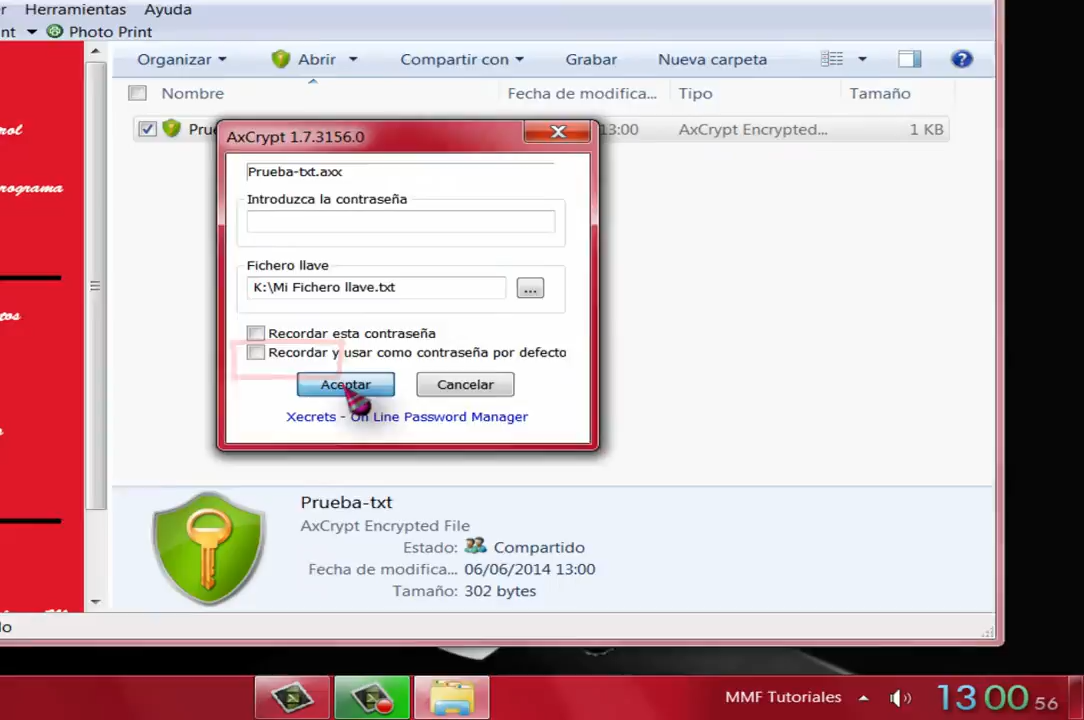 Herramientas Ayuda
nt Photo Print
Organizar Abrir Compartir con Grabar Nueva carpeta
Nombre Fecha de modifica... Tipo Tamaño
13:00 AxCrypt Encrypted... 1 KB
AxCrypt 1.7.3156.0
Prueba-txt.axx
Introduzca la contraseña
Fichero llave
K:\Mi Fichero llave.txt
...
Recordar esta contraseña
Recordar y usar como contraseña por defecto
Aceptar Cancelar
Xecrets - On Line Password Manager
rol
rograma
tos
Prueba-txt
AxCrypt Encrypted File
Estado: Compartido
Fecha de modifica... 06/06/2014 13:00
Tamaño: 302 bytes
lo
MMF Tutoriales 13 00 56